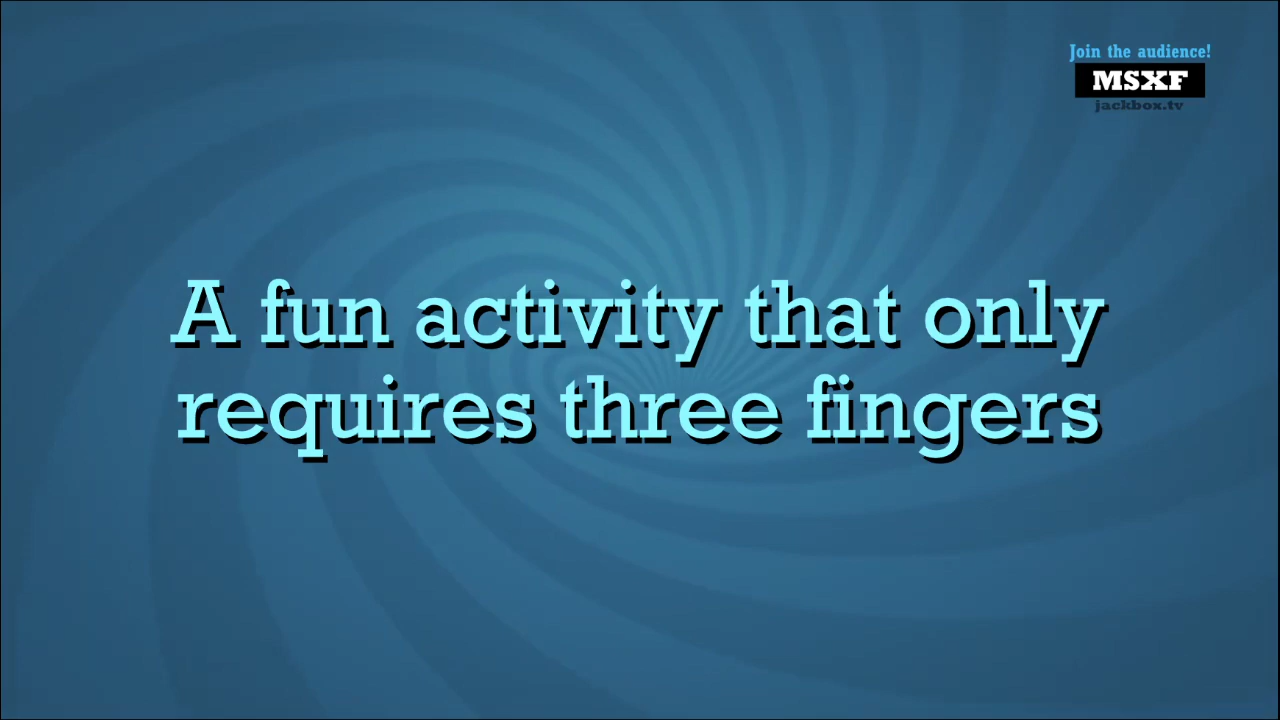 Join the audience!
MSXF
jackbox.tv
A fun activity that only
requires three fingers